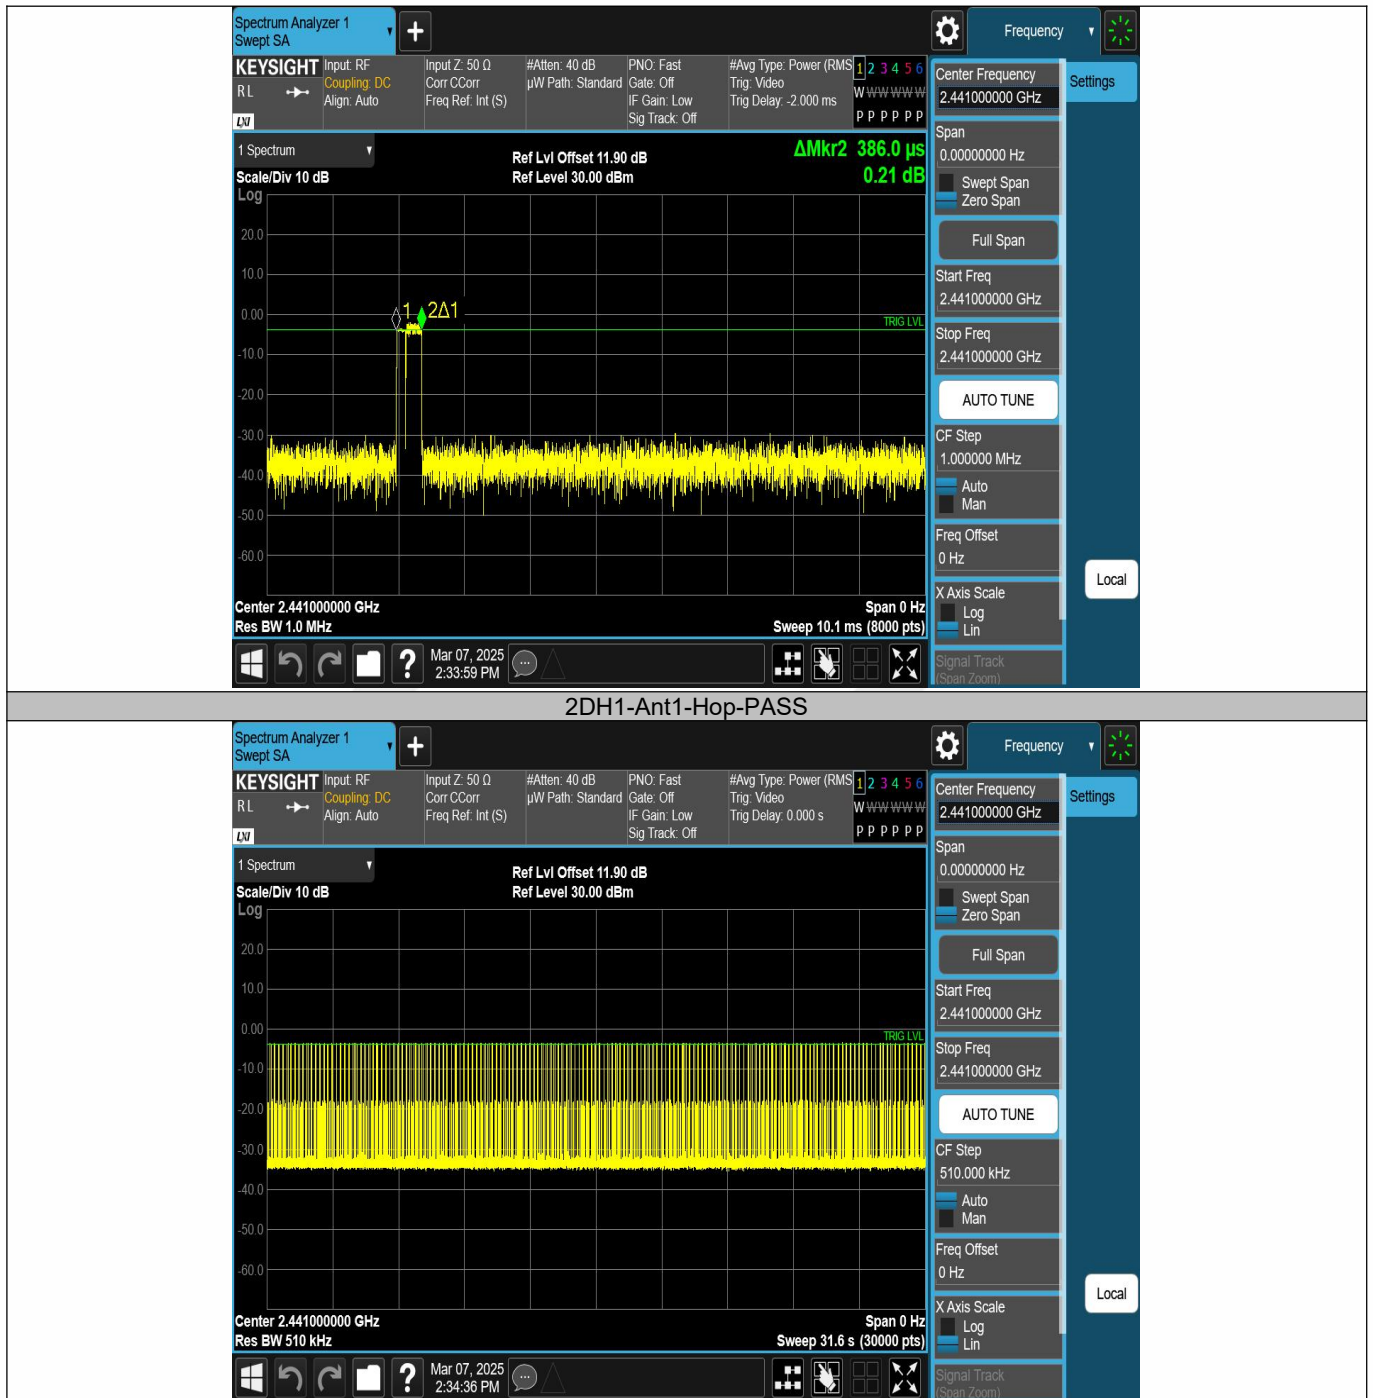 Spectrum Analyzer 1
Swept SA
Frequency
KEYSIGHT
R L
LXI
Input: RF
Coupling: DC
Align: Auto
Input Z: 50 Ω
Corr CCorr
Freq Ref: Int (S)
#Atten: 40 dB
µW Path: Standard
PNO: Fast
Gate: Off
IF Gain: Low
Sig Track: Off
#Avg Type: Power (RMS
Trig: Video
Trig Delay: -2.000 ms
1 2 3 4 5 6
W W W W W W
P P P P P P
1 Spectrum
Scale/Div 10 dB
Log
Ref Lvl Offset 11.90 dB
Ref Level 30.00 dBm
ΔMkr2 386.0 µs
0.21 dB
20.0
10.0
0.00
-10.0
-20.0
-30.0
-40.0
-50.0
-60.0
1
2Δ1
TRIG LVL
Center 2.441000000 GHz
Res BW 1.0 MHz
Span 0 Hz
Sweep 10.1 ms (8000 pts)
Mar 07, 2025
2:33:59 PM
Center Frequency
2.441000000 GHz
Settings
Span
0.00000000 Hz
Swept Span
Zero Span
Full Span
Start Freq
2.441000000 GHz
Stop Freq
2.441000000 GHz
AUTO TUNE
CF Step
1.000000 MHz
Auto
Man
Freq Offset
0 Hz
Local
X Axis Scale
Log
Lin
Signal Track
(Span Zoom)
2DH1-Ant1-Hop-PASS
Spectrum Analyzer 1
Swept SA
Frequency
KEYSIGHT
R L
LXI
Input: RF
Coupling: DC
Align: Auto
Input Z: 50 Ω
Corr CCorr
Freq Ref: Int (S)
#Atten: 40 dB
µW Path: Standard
PNO: Fast
Gate: Off
IF Gain: Low
Sig Track: Off
#Avg Type: Power (RMS
Trig: Video
Trig Delay: 0.000 s
1 2 3 4 5 6
W W W W W W
P P P P P P
1 Spectrum
Scale/Div 10 dB
Log
Ref Lvl Offset 11.90 dB
Ref Level 30.00 dBm
20.0
10.0
0.00
-10.0
-20.0
-30.0
-40.0
-50.0
-60.0
TRIG LVL
Center 2.441000000 GHz
Res BW 510 kHz
Span 0 Hz
Sweep 31.6 s (30000 pts)
Mar 07, 2025
2:34:36 PM
Center Frequency
2.441000000 GHz
Settings
Span
0.00000000 Hz
Swept Span
Zero Span
Full Span
Start Freq
2.441000000 GHz
Stop Freq
2.441000000 GHz
AUTO TUNE
CF Step
510.000 kHz
Auto
Man
Freq Offset
0 Hz
Local
X Axis Scale
Log
Lin
Signal Track
(Span Zoom)